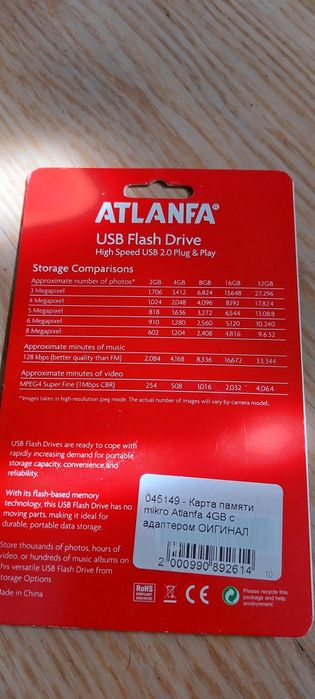 ATLANFA®
USB Flash Drive
High Speed USB 2.0 Plug & Play
Storage Comparisons
Approximate number of photos* 2GB 4GB 8GB 16GB 32GB
3 Megapixel 1,706 3,412 6,824 13,648 27,296
4 Megapixel 1,024 2,048 4,096 8,192 17,824
5 Megapixel 818 1,636 3,272 6,544 13,088
6 Megapixel 910 1,280 2,560 5,120 10,240
8 Megapixel 602 1,204 2,408 4,816 9,632
Approximate minutes of music
128 kbps (better quality than FM) 2,084 4,168 8,336 16,672 33,344
Approximate minutes of video
MPEG4 Super Fine (1Mbps CBR) 254 508 1,016 2,032 4,064
*Images taken in high resolution jpeg mode. The actual number of images will vary by camera model.
USB Flash Drives are ready to cope with
rapidly increasing demand for portable
storage capacity, convenience and
reliability.
With its flash-based memory
technology, this USB Flash Drive has no
moving parts, making it ideal for
durable, portable data storage.
Store thousands of photos, hours of
video, or hundreds of music albums on
this versatile USB Flash Drive from
Storage Options
Made in China
045149 - Карта памяти
mikro Atlanfa 4GB с
адаптером ОИГИНАЛ
2 000990 892614
10
RoHS
COMPLIANT
CE
FC
Please recycle this
package and help
save the
environment